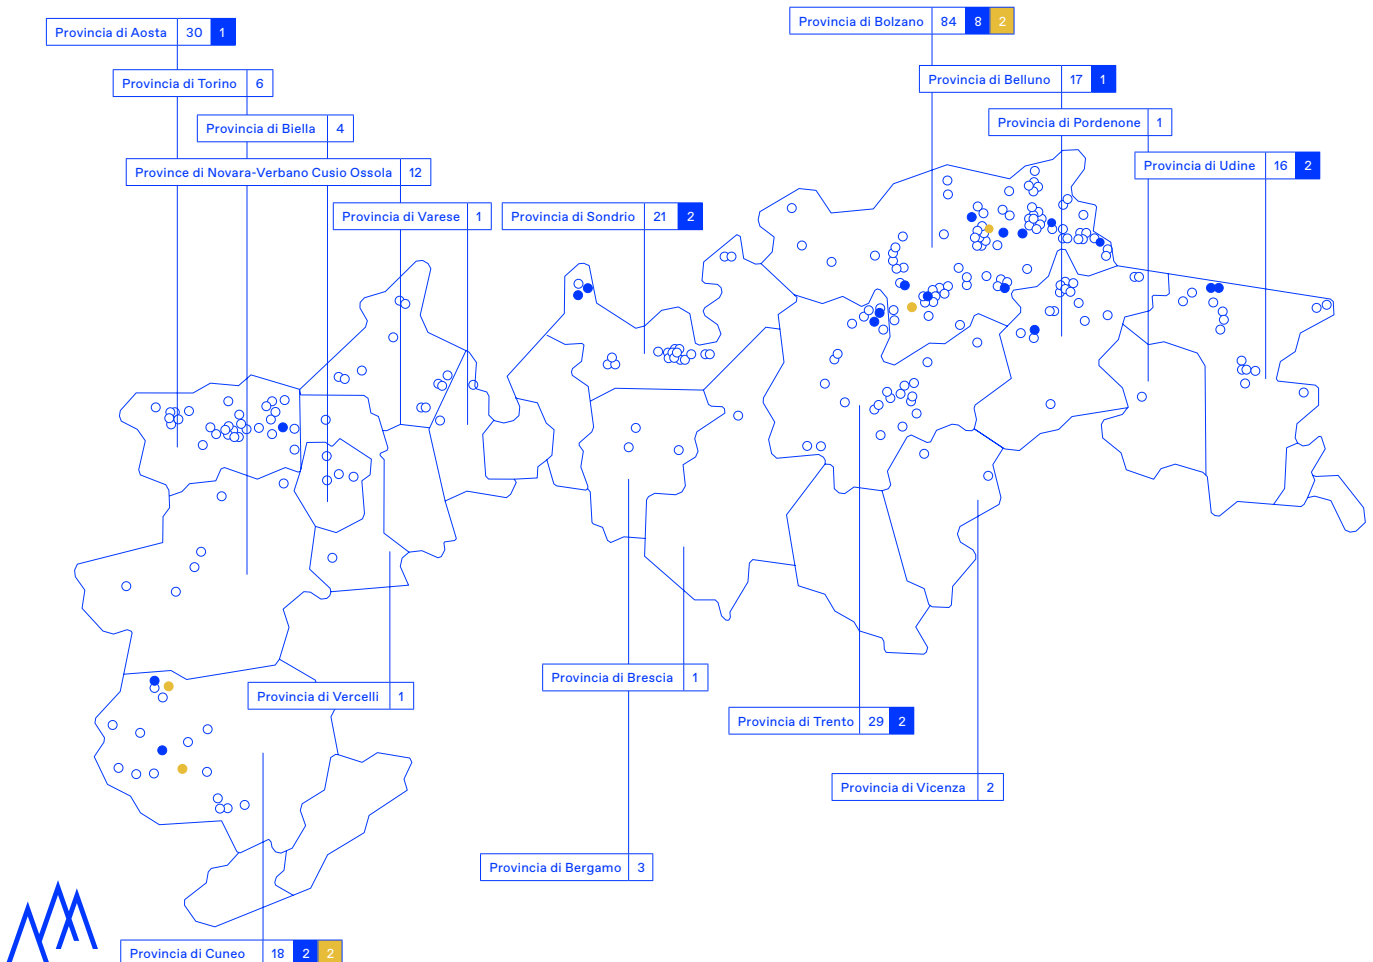 Provincia di Aosta 30 1
Provincia di Bolzano 84 8 2
Provincia di Torino 6
Provincia di Belluno 17 1
Provincia di Biella 4
Provincia di Pordenone 1
Province di Novara-Verbano Cusio Ossola 12
Provincia di Udine 16 2
Provincia di Varese 1
Provincia di Sondrio 21 2
Provincia di Vercelli 1
Provincia di Brescia 1
Provincia di Trento 29 2
Provincia di Vicenza 2
Provincia di Bergamo 3
Provincia di Cuneo 18 2 2